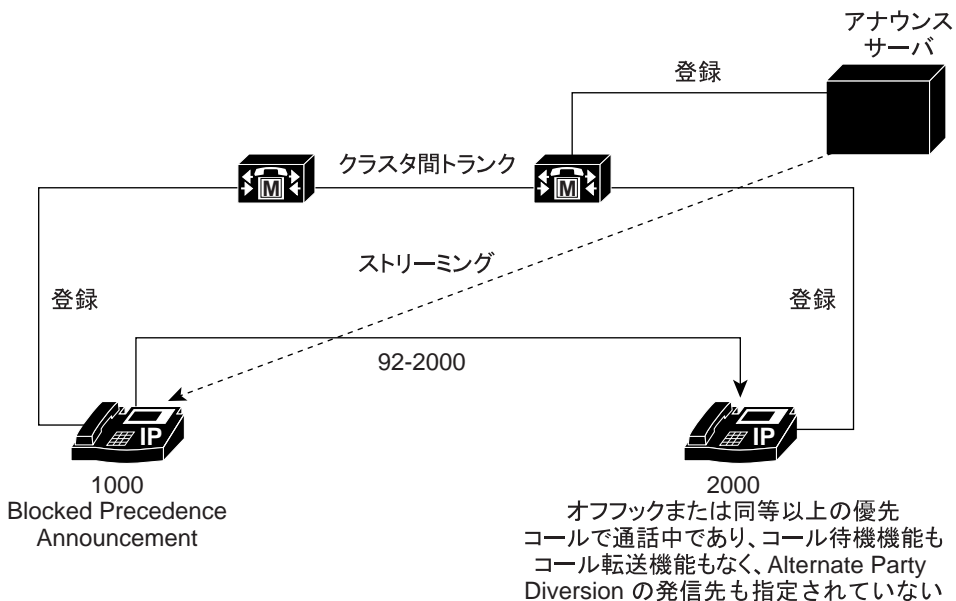 アナウンス
サーバ
登録
クラスタ間トランク
M
M
ストリーミング
登録
登録
92-2000
IP
IP
1000
Blocked Precedence
Announcement
2000
オフフックまたは同等以上の優先
コールで通話中であり、コール待機機能も
コール転送機能もなく、Alternate Party
Diversion の発信先も指定されていない